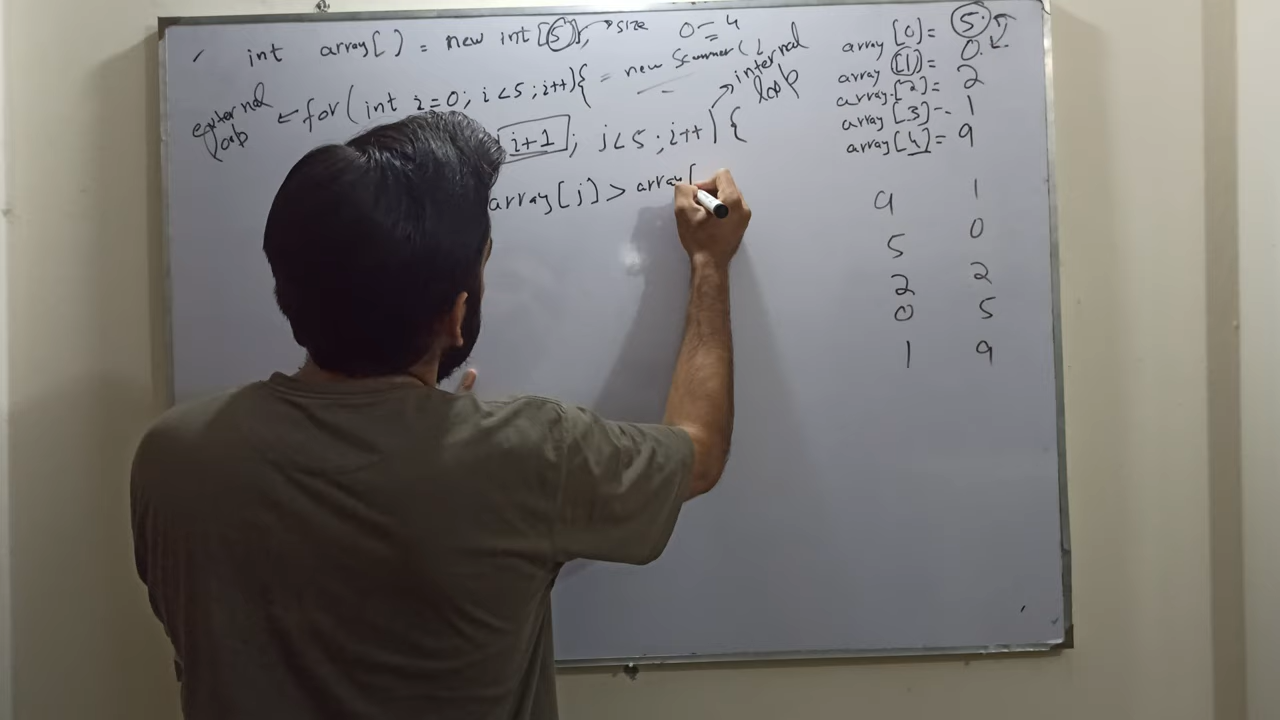 int array[ ] = new int[5]; → size 0 — 4
external loop ← for(int i=0; i<5; i++){ = new Scanner( internal loop
i+1; j<5; i++){
array[j] > array[
array [0] = 5
array [1] = 0
array [2] = 2
array [3] = 1
array [4] = 9
9 1
5 0
2 2
0 5
1 9